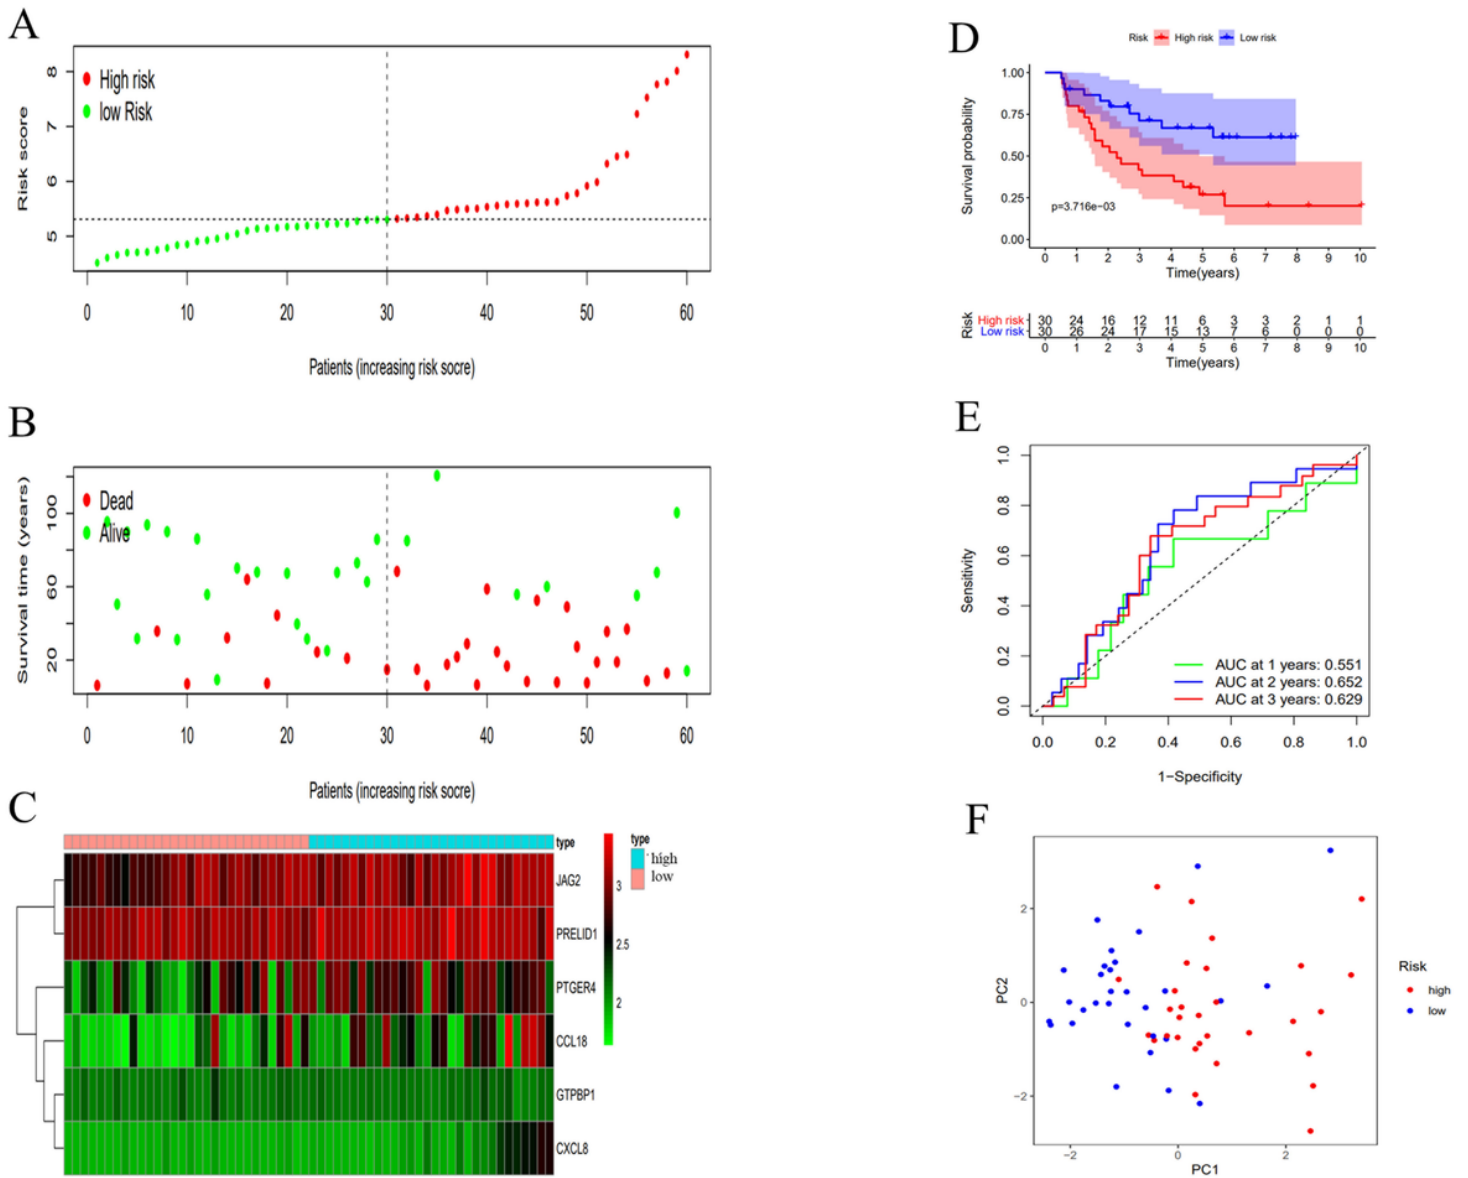 A
Risk score
8
7
6
5
High risk
low Risk
0 10 20 30 40 50 60
Patients (increasing risk socre)
B
Survival time (years)
100
60
20
Dead
Alive
0 10 20 30 40 50 60
Patients (increasing risk socre)
C
type
JAG2
PRELID1
PTGER4
CCL18
GTPBP1
CXCL8
3
2.5
2
type
high
low
D
Risk High risk Low risk
Survival probability
1.00
0.75
0.50
0.25
0.00
p=3.716e−03
0 1 2 3 4 5 6 7 8 9 10
Time(years)
Risk
High risk 30 24 16 12 11 6 3 3 2 1 1
Low risk 30 26 24 17 15 13 7 6 0 0 0
0 1 2 3 4 5 6 7 8 9 10
Time(years)
E
Sensitivity
1.0
0.8
0.6
0.4
0.2
0.0
AUC at 1 years: 0.551
AUC at 2 years: 0.652
AUC at 3 years: 0.629
0.0 0.2 0.4 0.6 0.8 1.0
1−Specificity
F
PC2
2
0
−2
−2 0 2
PC1
Risk
high
low